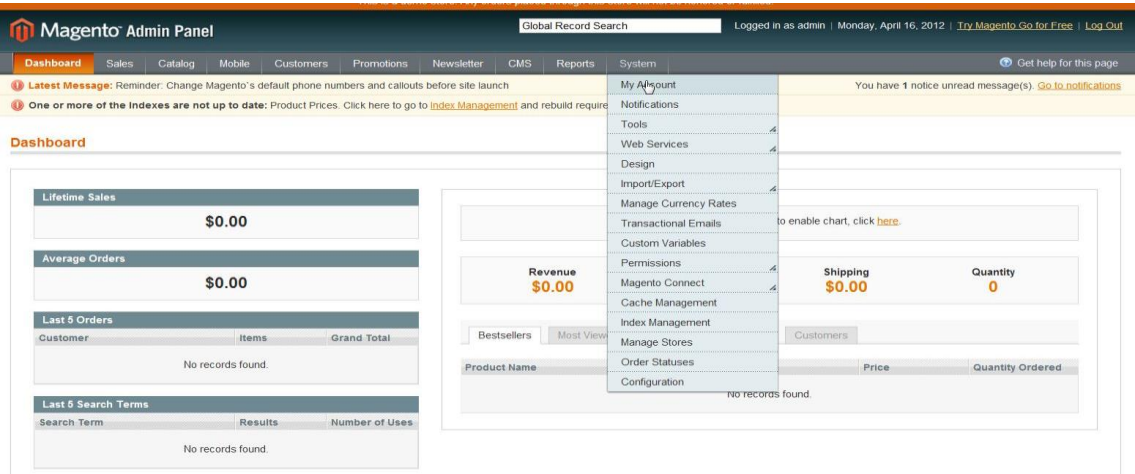 Magento Admin Panel
Global Record Search
Logged in as admin | Monday, April 16, 2012 | Try Magento Go for Free | Log Out
Dashboard Sales Catalog Mobile Customers Promotions Newsletter CMS Reports System Get help for this page
Latest Message: Reminder: Change Magento's default phone numbers and callouts before site launch
You have 1 notice unread message(s). Go to notifications
One or more of the Indexes are not up to date: Product Prices. Click here to go to Index Management and rebuild require
My Account
Notifications
Tools
Web Services
Design
Import/Export
Manage Currency Rates
Transactional Emails
Custom Variables
Permissions
Magento Connect
Cache Management
Index Management
Manage Stores
Order Statuses
Configuration
Dashboard
Lifetime Sales
$0.00
Average Orders
$0.00
Last 5 Orders
Customer Items Grand Total
No records found.
Last 5 Search Terms
Search Term Results Number of Uses
No records found.
to enable chart, click here.
Revenue Shipping Quantity
$0.00 $0.00 0
Bestsellers Most View Customers
Product Name Price Quantity Ordered
No records found.